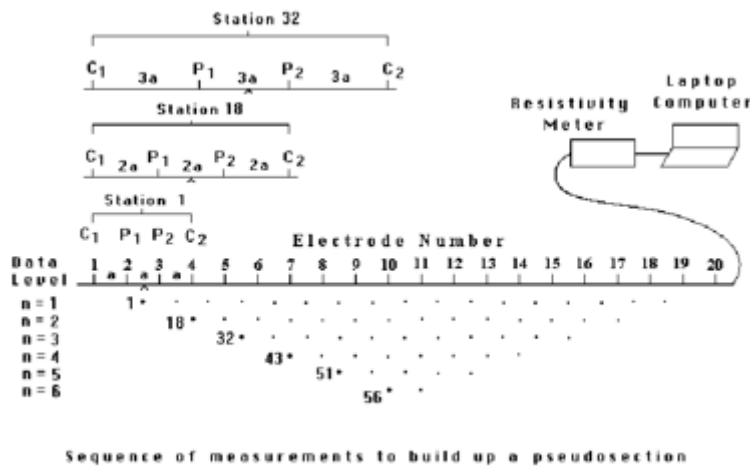 Station 32
C1 3a P1 3a P2 3a C2
Station 18
C1 2a P1 2a P2 2a C2
Station 1
C1 P1 P2 C2
Resistivity Meter
Laptop Computer
Electrode Number
Data Level
1 2 3 4 5 6 7 8 9 10 11 12 13 14 15 16 17 18 19 20
a a a
n = 1 1
n = 2 18
n = 3 32
n = 4 43
n = 5 51
n = 6 56
Sequence of measurements to build up a pseudosection